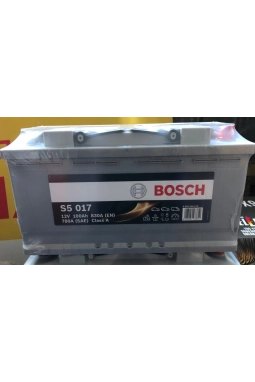 BOSCH
S5 017
12V 100Ah 830A (EN)
780A (SAE) Class A